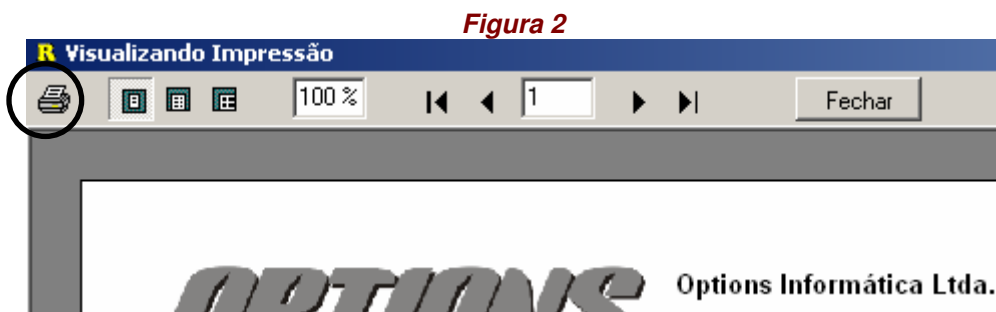 Figura 2
R Visualizando Impressão
100 % 1 Fechar
OPTIONS Options Informática Ltda.